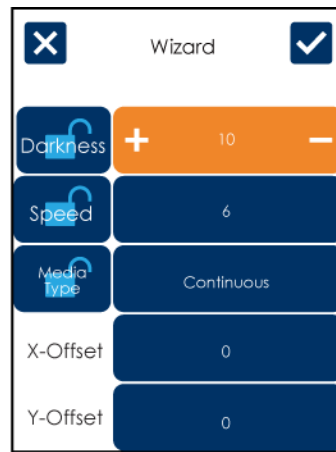 Wizard
Darkness + 10 −
Speed 6
Media
Type
Continuous
X-Offset 0
Y-Offset 0